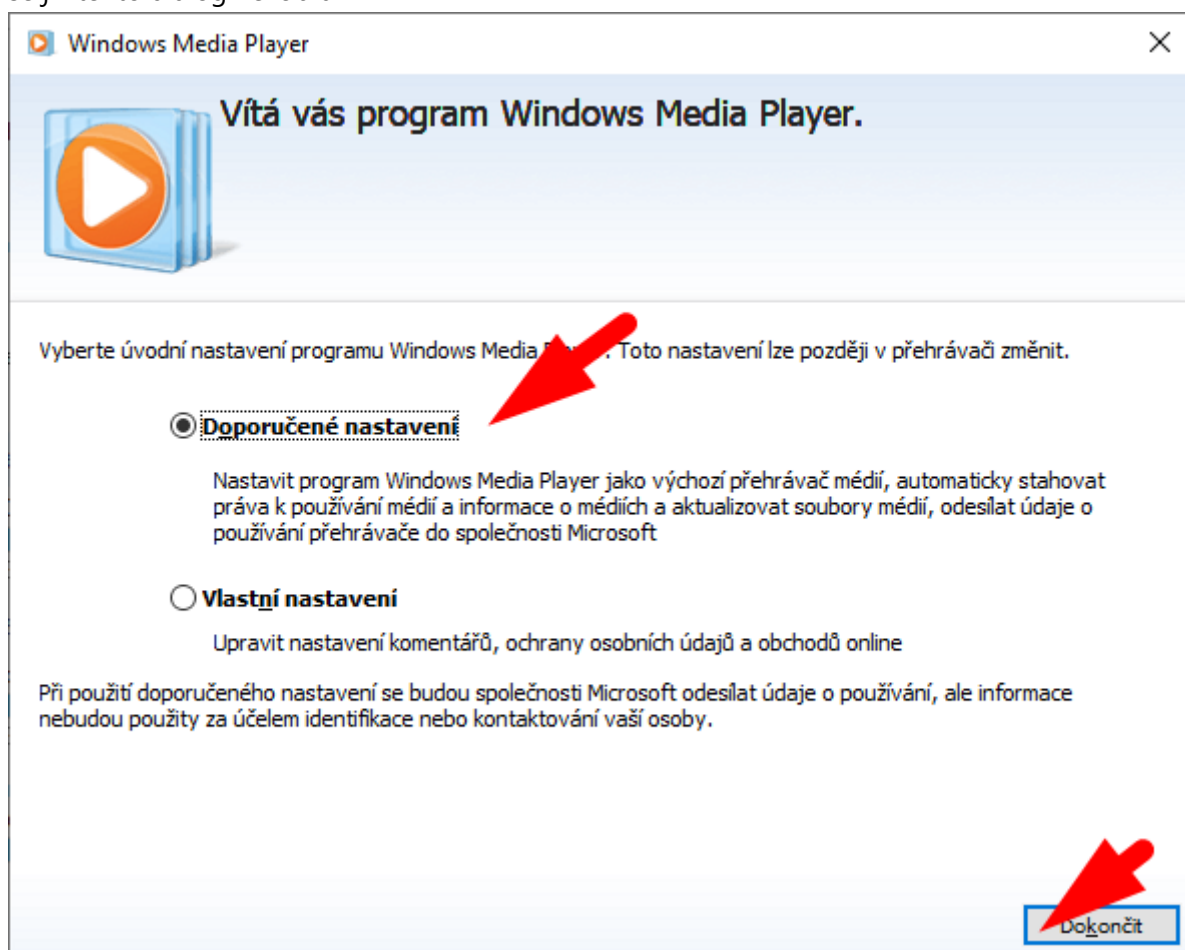 Windows Media Player
Vítá vás program Windows Media Player.
Vyberte úvodní nastavení programu Windows Media . Toto nastavení lze později v přehrávači změnit.
Doporučené nastavení
Nastavit program Windows Media Player jako výchozí přehrávač médií, automaticky stahovat
práva k používání médií a informace o médiích a aktualizovat soubory médií, odesílat údaje o
používání přehrávače do společnosti Microsoft
Vlastní nastavení
Upravit nastavení komentářů, ochrany osobních údajů a obchodů online
Při použití doporučeného nastavení se budou společnosti Microsoft odesílat údaje o používání, ale informace
nebudou použity za účelem identifikace nebo kontaktování vaší osoby.
Dokončit